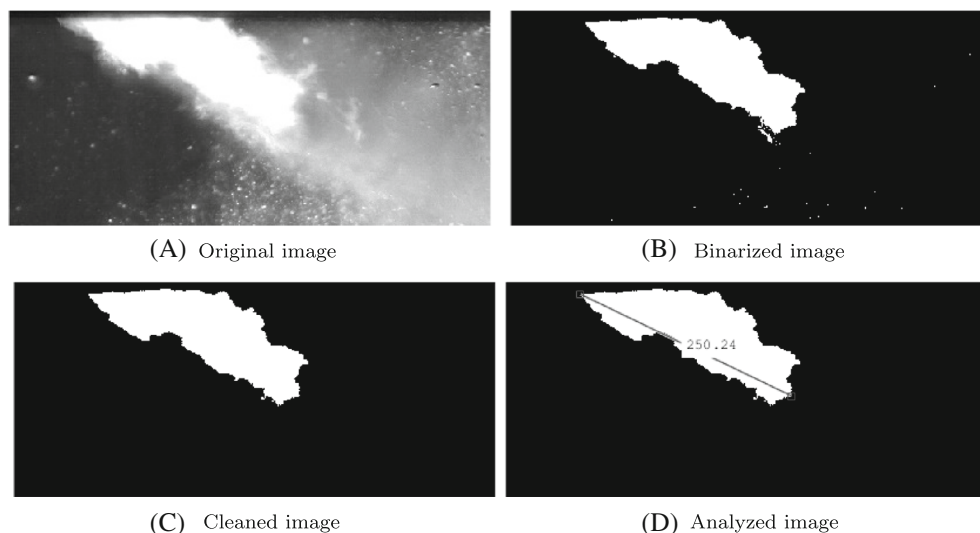 (A) Original image
(B) Binarized image
250.24
(C) Cleaned image
(D) Analyzed image